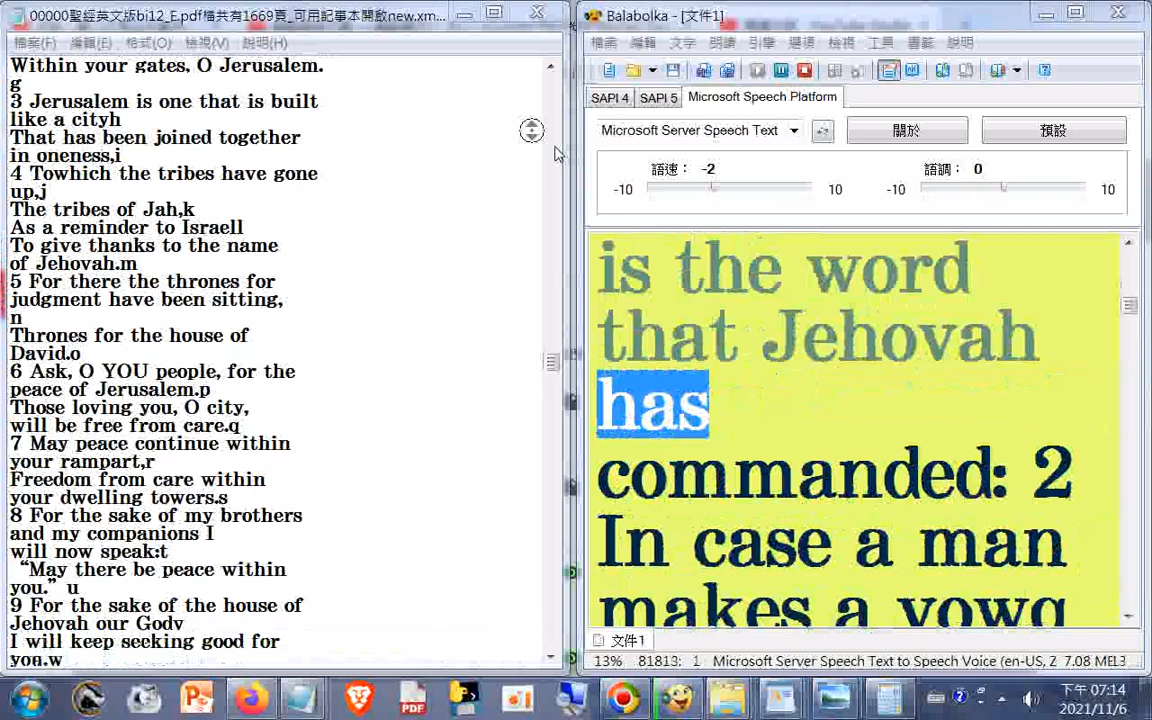 00000聖經英文版bi12_E.pdf檔共有1669頁_可用記事本開啟new.xm...
檔案(F) 編輯(E) 格式(O) 檢視(V) 說明(H)
Within your gates, O Jerusalem.
g
3 Jerusalem is one that is built
like a cityh
That has been joined together
in oneness,i
4 Towhich the tribes have gone
up,j
The tribes of Jah,k
As a reminder to Israell
To give thanks to the name
of Jehovah.m
5 For there the thrones for
judgment have been sitting,
n
Thrones for the house of
David.o
6 Ask, O YOU people, for the
peace of Jerusalem.p
Those loving you, O city,
will be free from care.q
7 May peace continue within
your rampart,r
Freedom from care within
your dwelling towers.s
8 For the sake of my brothers
and my companions I
will now speak:t
“May there be peace within
you.” u
9 For the sake of the house of
Jehovah our Godv
I will keep seeking good for
you.w
Balabolka - [文件1]
檔案 編輯 文字 朗讀 引擎 選項 檢視 工具 書籤 說明
SAPI 4 SAPI 5 Microsoft Speech Platform
Microsoft Server Speech Text 關於 預設
語速： -2 語調： 0
-10 10 -10 10
is the word
that Jehovah
has
commanded: 2
In case a man
makes a vowq
文件1
13% 81813: 1 Microsoft Server Speech Text to Speech Voice (en-US, Z 7.08 MEL3
PDF
下午 07:14
2021/11/6